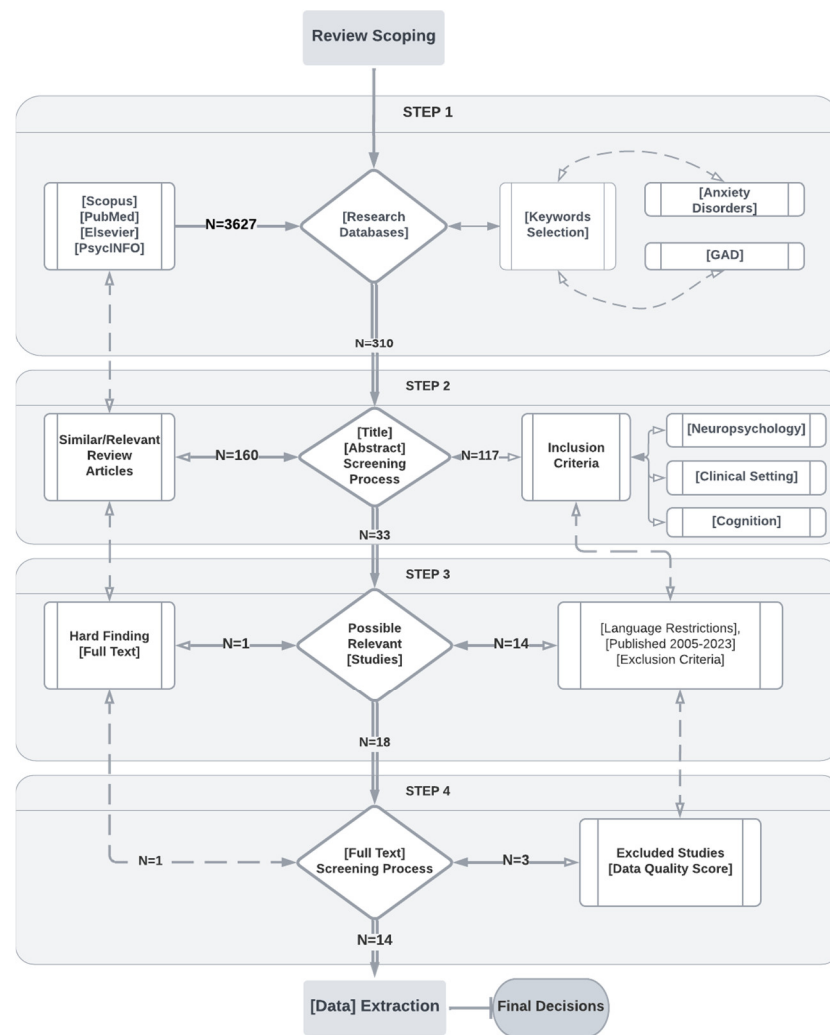 Review Scoping
STEP 1
[Scopus]
[PubMed]
[Elsevier]
[PsycINFO]
N=3627
[Research
Databases]
[Keywords
Selection]
[Anxiety
Disorders]
[GAD]
N=310
STEP 2
Similar/Relevant
Review
Articles
N=160
[Title]
[Abstract]
Screening
Process
N=117
Inclusion
Criteria
[Neuropsychology]
[Clinical Setting]
[Cognition]
N=33
STEP 3
Hard Finding
[Full Text]
N=1
Possible
Relevant
[Studies]
N=14
[Language Restrictions],
[Published 2005-2023]
[Exclusion Criteria]
N=18
STEP 4
N=1
[Full Text]
Screening Process
N=3
Excluded Studies
[Data Quality Score]
N=14
[Data] Extraction
Final Decisions